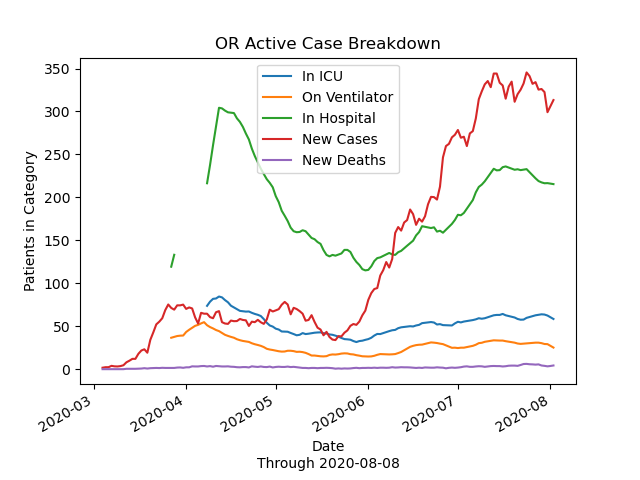 OR Active Case Breakdown
In ICU
On Ventilator
In Hospital
New Cases
New Deaths
Patients in Category
350
300
250
200
150
100
50
0
2020-03
2020-04
2020-05
2020-06
2020-07
2020-08
Date
Through 2020-08-08